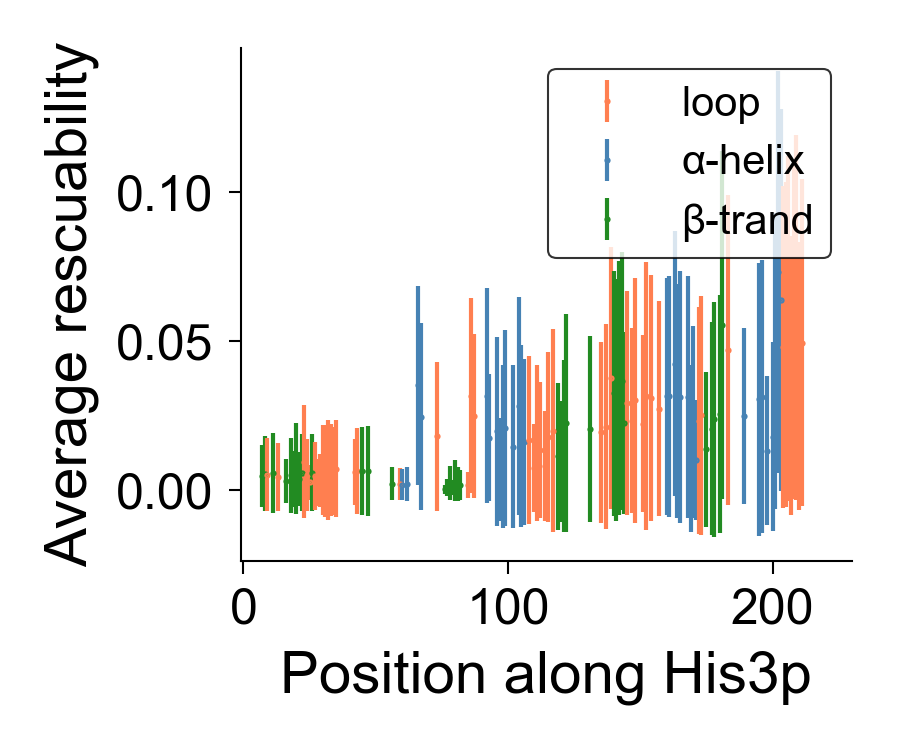 Average rescuability
0.10
0.05
0.00
loop
α-helix
β-trand
0
100
200
Position along His3p